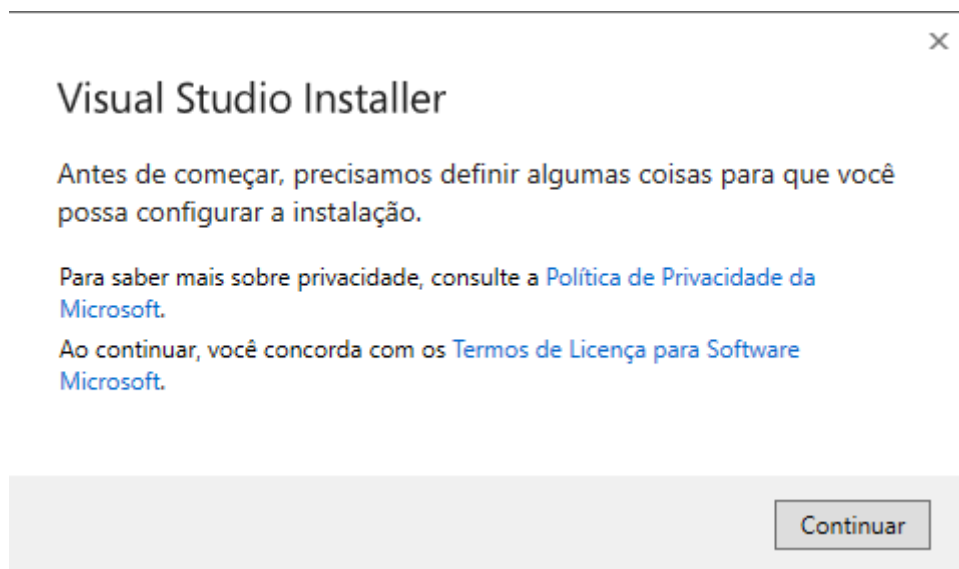 Visual Studio Installer
Antes de começar, precisamos definir algumas coisas para que você
possa configurar a instalação.
Para saber mais sobre privacidade, consulte a Política de Privacidade da
Microsoft.
Ao continuar, você concorda com os Termos de Licença para Software
Microsoft.
Continuar